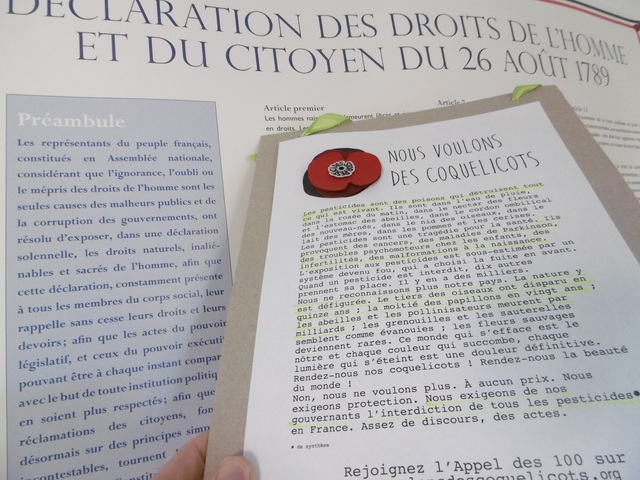 DÉCLARATION DES DROITS DE L'HOMME
ET DU CITOYEN DU 26 AOÛT 1789
Préambule
Les représentants du peuple français,
constitués en Assemblée nationale,
considérant que l'ignorance, l'oubli ou
le mépris des droits de l'homme sont les
seules causes des malheurs publics et de
la corruption des gouvernements, ont
résolu d'exposer, dans une déclaration
solennelle, les droits naturels, inalié-
nables et sacrés de l'homme, afin que
cette déclaration, constamment présente
à tous les membres du corps social, leur
rappelle sans cesse leurs droits et leurs
devoirs ; afin que les actes du pouvoir
législatif, et ceux du pouvoir exécuti
pouvant être à chaque instant compar
avec le but de toute institution politiq
en soient plus respectés; afin que
réclamations des citoyens, fon
désormais sur des principes simp
incontestables, tournent
Article premier
Les hommes
en droits. Les
NOUS VOULONS
DES COQUELICOTS
Les pesticides sont des poisons qui détruisent tout
ce qui est vivant. Ils sont dans l'eau de pluie,
dans la rosée du matin, dans le nectar des fleurs
et l'estomac des abeilles, dans le cordon ombilical
des nouveau-nés, dans le nid des oiseaux, dans le
lait des mères, dans les pommes et les cerises.
Les pesticides sont une tragédie pour la santé. Ils
provoquent des cancers, des maladies de Parkinson,
des troubles psychomoteurs chez les enfants, des
infertilités, des malformations à la naissance.
L'exposition aux pesticides est sous-estimée par un
système devenu fou, qui a choisi la fuite en avant.
Quand un pesticide est interdit, dix autres
prennent sa place. Il y en a des milliers.
Nous ne reconnaissons plus notre pays. La nature y
est défigurée. Le tiers des oiseaux ont disparu en
quinze ans ; la moitié des papillons en vingt ans ;
les abeilles et les pollinisateurs meurent par
milliards ; les grenouilles et les sauterelles
semblent comme évanouies ; les fleurs sauvages
deviennent rares. Ce monde qui s'efface est le
nôtre et chaque couleur qui succombe, chaque
lumière qui s'éteint est une douleur définitive.
Rendez-nous nos coquelicots ! Rendez-nous la beauté
du monde !
Non, nous ne voulons plus. À aucun prix. Nous
exigeons protection. Nous exigeons de nos
gouvernants l'interdiction de tous les pesticides*
en France. Assez de discours, des actes.
* de synthèse
Rejoignez l'Appel des 100 sur